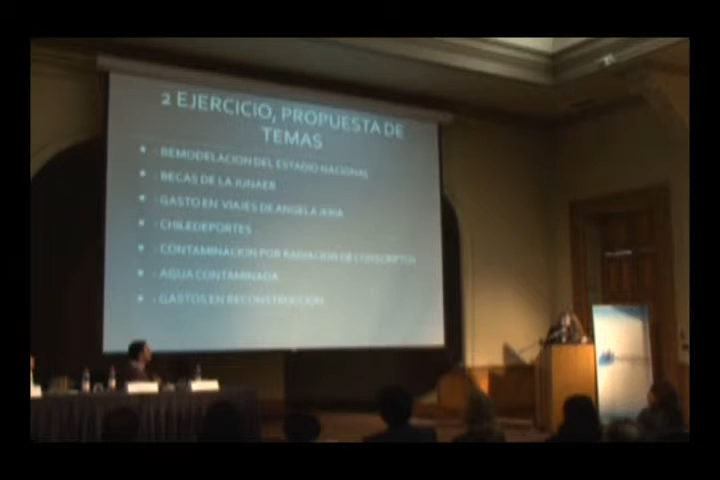 2 EJERCICIO, PROPUESTA DE
TEMAS
- REMODELACION DEL ESTADIO NACIONAL
- BECAS DE LA JUNAEB
- GASTO EN VIAJES DE ANGELA JERIA
- CHILEDEPORTES
- CONTAMINACION POR RADIACION DE CONSCRIPTOS
- AGUA CONTAMINADA
- GASTOS EN RECONSTRUCCION